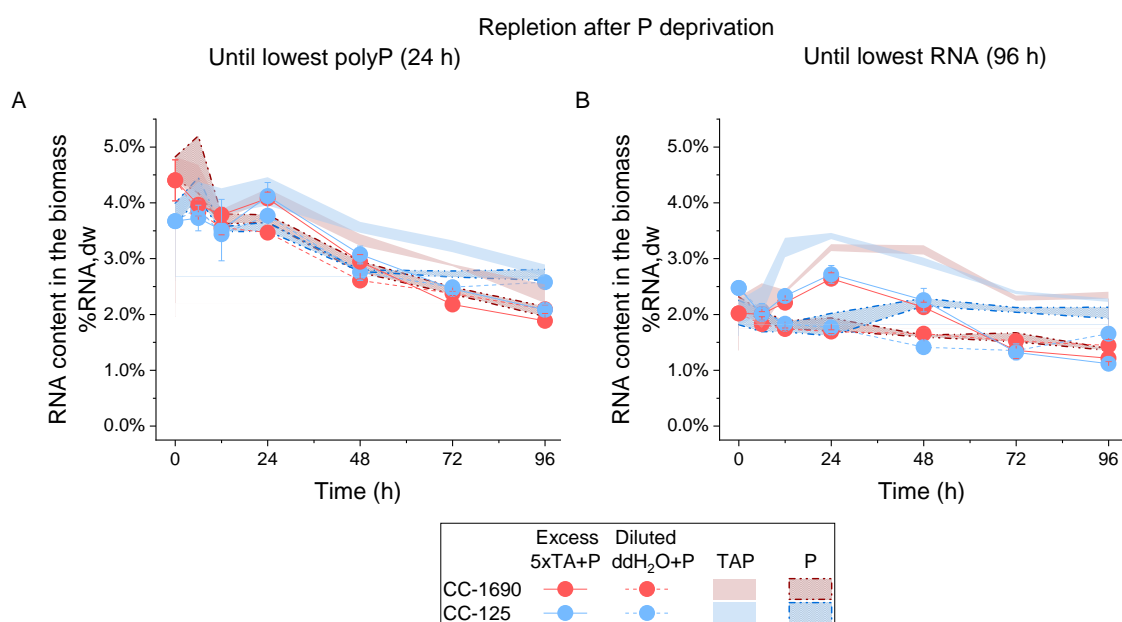 Repletion after P deprivation
Until lowest polyP (24 h)
Until lowest RNA (96 h)
A
B
RNA content in the biomass
%RNA,dw
5.0%
4.0%
3.0%
2.0%
1.0%
0.0%
0 24 48 72 96
Time (h)
RNA content in the biomass
%RNA,dw
5.0%
4.0%
3.0%
2.0%
1.0%
0.0%
0 24 48 72 96
Time (h)
Excess Diluted
5xTA+P ddH₂O+P TAP P
CC-1690
CC-125